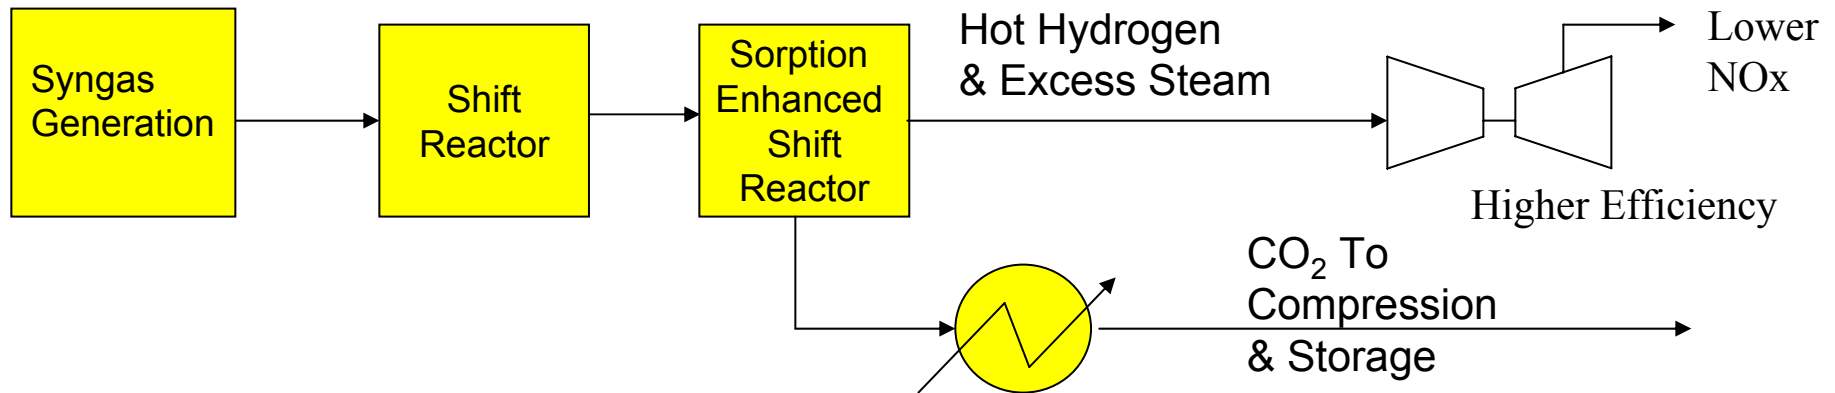 Syngas
Generation
Shift
Reactor
Sorption
Enhanced
Shift
Reactor
Hot Hydrogen
& Excess Steam
Lower
NOx
Higher Efficiency
CO₂ To
Compression
& Storage